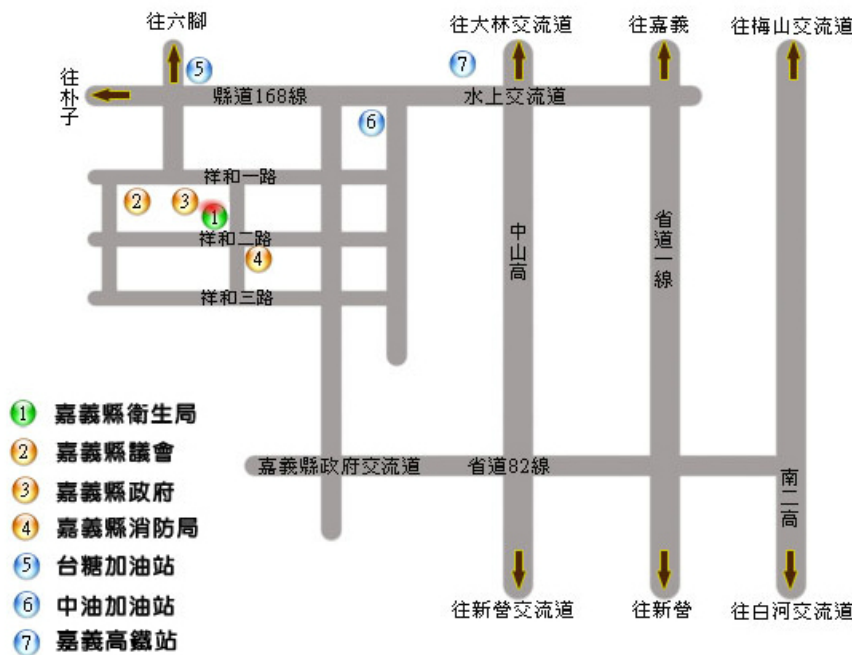 往六腳
往大林交流道
往嘉義
往梅山交流道
往朴子
5
7
縣道168線
水上交流道
6
祥和一路
2
3
1
祥和二路
4
祥和三路
中山高
省道一線
1 嘉義縣衛生局
2 嘉義縣議會
3 嘉義縣政府
4 嘉義縣消防局
5 台糖加油站
6 中油加油站
7 嘉義高鐵站
嘉義縣政府交流道
省道82線
南二高
往新營交流道
往新營
往白河交流道